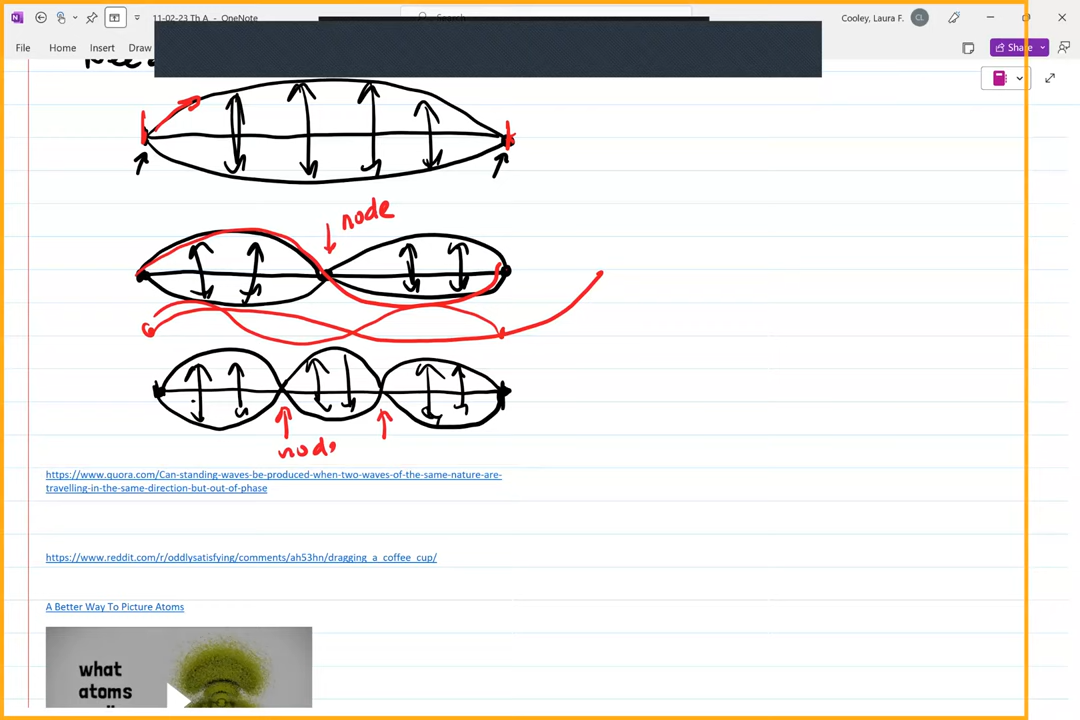 11-02-23 Th A - OneNote
Search
Cooley, Laura F.
CL
File
Home
Insert
Draw
Share
node
node
https://www.quora.com/Can-standing-waves-be-produced-when-two-waves-of-the-same-nature-are-
travelling-in-the-same-direction-but-out-of-phase
https://www.reddit.com/r/oddlysatisfying/comments/ah53hn/dragging_a_coffee_cup/
A Better Way To Picture Atoms
what
atoms